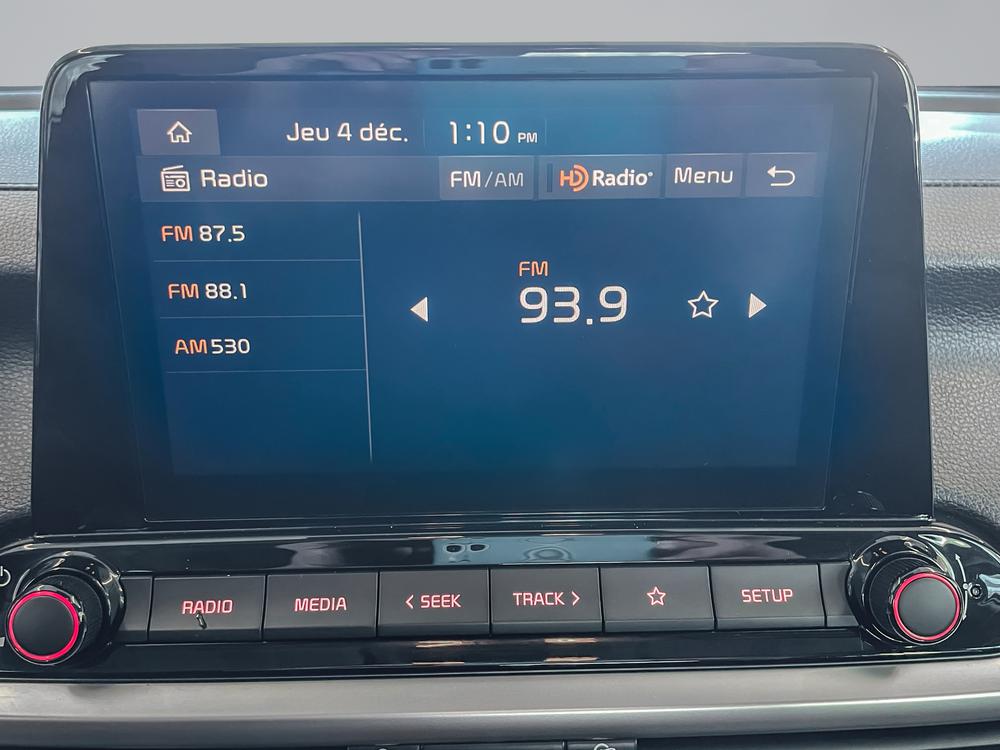 Jeu 4 déc. 1:10 PM
Radio FM/AM HD Radio® Menu
FM 87.5
FM 88.1
AM 530
FM
93.9
RADIO MEDIA < SEEK TRACK > SETUP